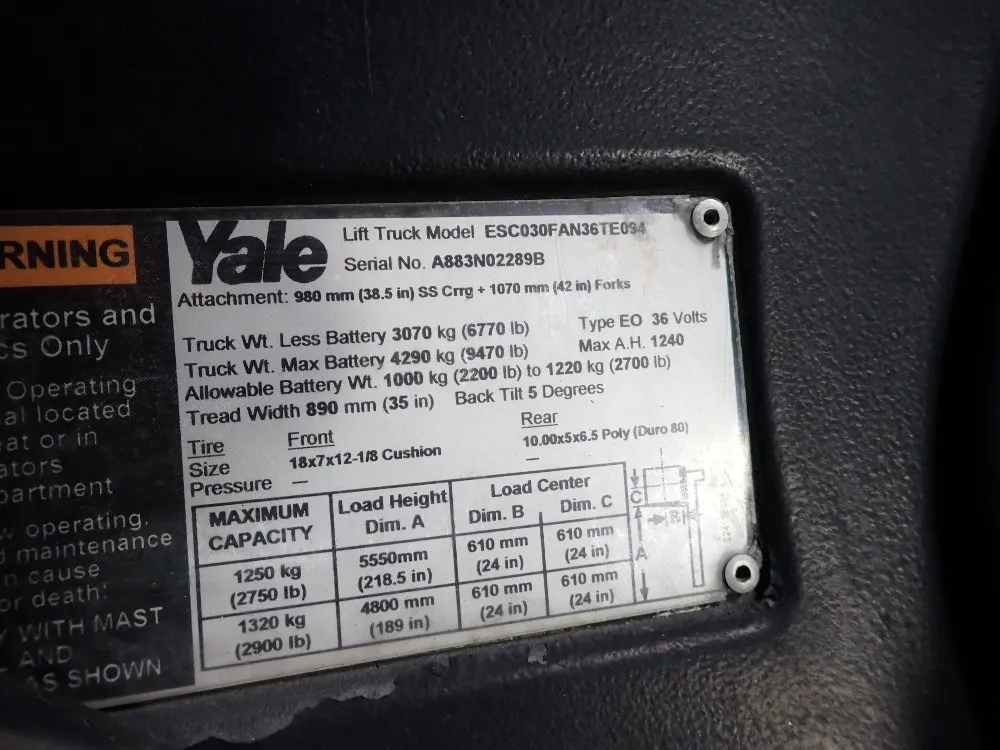 RNING
rators and
cs Only
Operating
al located
eat or in
ators
partment
operating.
maintenance
n cause
or death!
WITH MAST
AND
AS SHOWN
Yale
Lift Truck Model ESC030FAN36TE094
Serial No. A883N02289B
Attachment: 980 mm (38.5 in) SS Crrg + 1070 mm (42 in) Forks
Truck Wt. Less Battery 3070 kg (6770 lb) Type EO 36 Volts
Truck Wt. Max Battery 4290 kg (9470 lb) Max A.H. 1240
Allowable Battery Wt. 1000 kg (2200 lb) to 1220 kg (2700 lb)
Tread Width 890 mm (35 in) Back Tilt 5 Degrees
Tire Front Rear
Size 18x7x12-1/8 Cushion 10.00x5x6.5 Poly (Duro 80)
Pressure — —
MAXIMUM CAPACITY Load Height Dim. A Load Center Dim. B Dim. C
1250 kg (2750 lb) 5550mm (218.5 in) 610 mm (24 in) 610 mm (24 in)
1320 kg (2900 lb) 4800 mm (189 in) 610 mm (24 in) 610 mm (24 in)
C
B
A